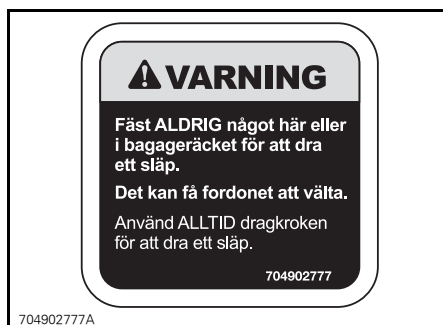 VARNING
Fäst ALDRIG något här eller
i bagageräcket för att dra
ett släp.
Det kan få fordonet att välta.
Använd ALLTID dragkroken
för att dra ett släp.
704902777
704902777A